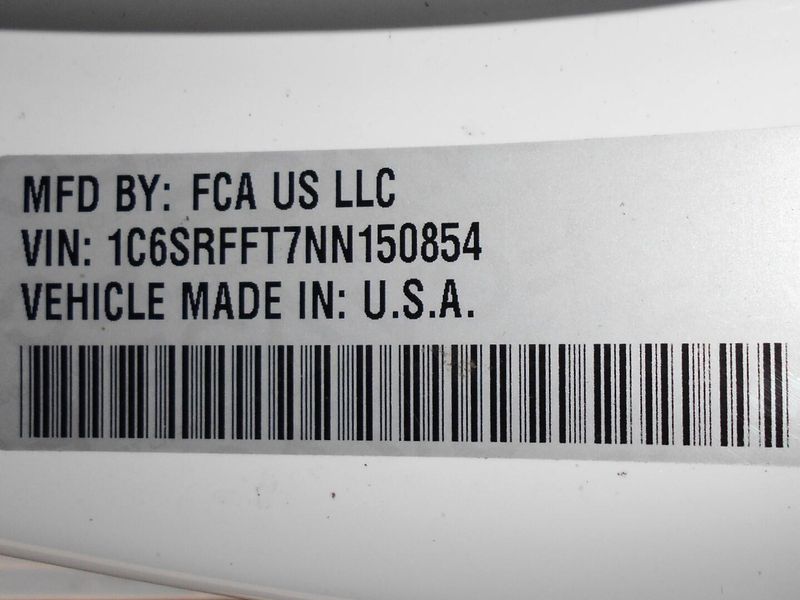 MFD BY: FCA US LLC
VIN: 1C6SRFFT7NN150854
VEHICLE MADE IN: U.S.A.